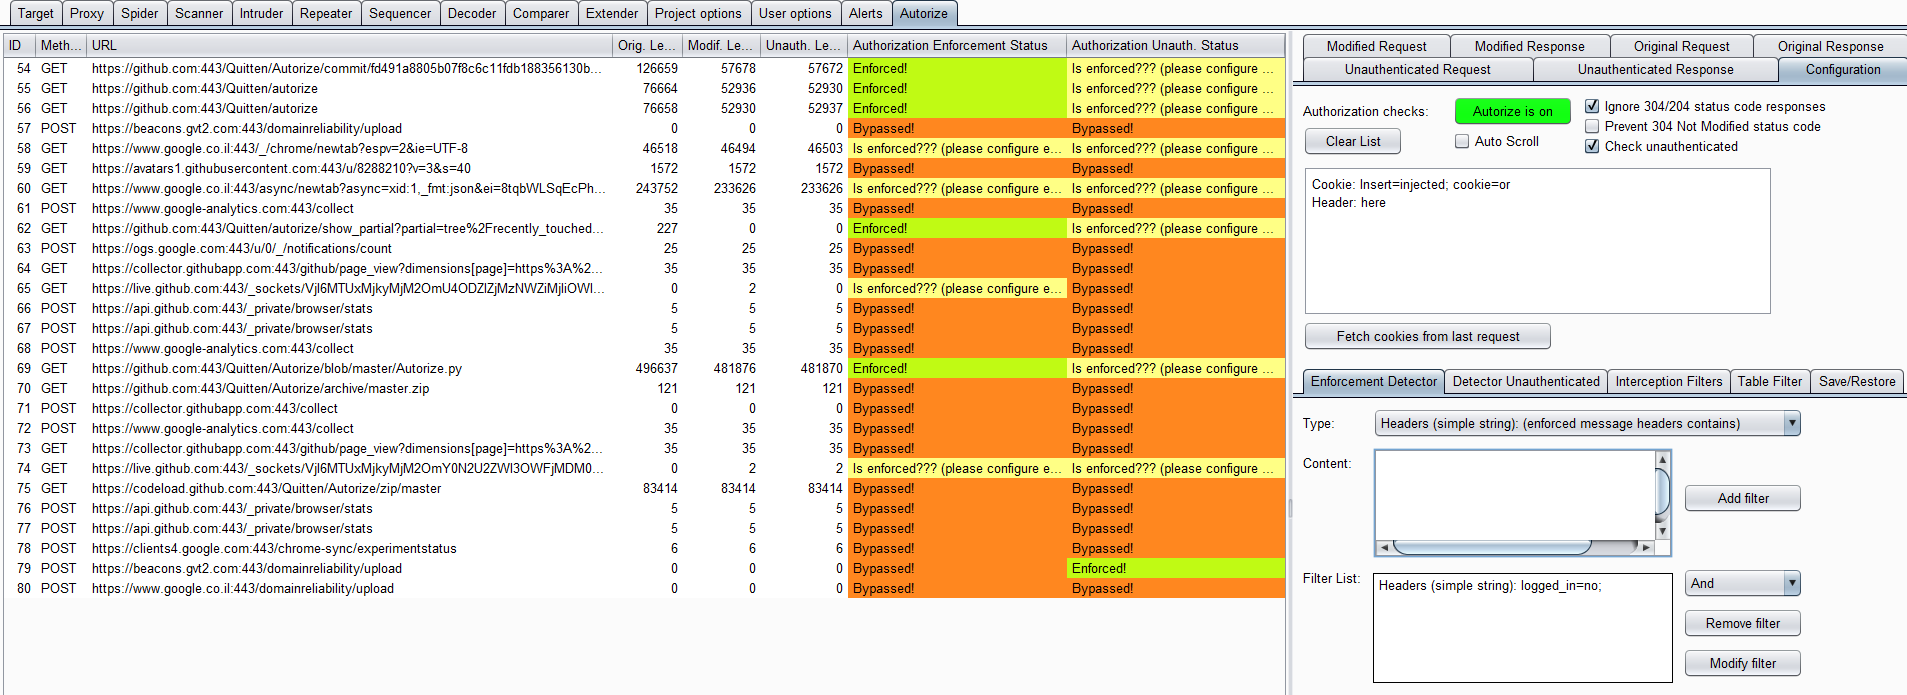 Target Proxy Spider Scanner Intruder Repeater Sequencer Decoder Comparer Extender Project options User options Alerts Autorize
ID Meth... URL Orig. Le... Modif. Le... Unauth. Le... Authorization Enforcement Status Authorization Unauth. Status
54 GET https://github.com:443/Quitten/Autorize/commit/fd491a8805b07f8c6c11fdb188356130b... 126659 57678 57672 Enforced! Is enforced??? (please configure ...
55 GET https://github.com:443/Quitten/autorize 76664 52936 52930 Enforced! Is enforced??? (please configure ...
56 GET https://github.com:443/Quitten/autorize 76658 52930 52937 Enforced! Is enforced??? (please configure ...
57 POST https://beacons.gvt2.com:443/domainreliability/upload 0 0 0 Bypassed! Bypassed!
58 GET https://www.google.co.il:443/_/chrome/newtab?espv=2&ie=UTF-8 46518 46494 46503 Is enforced??? (please configure e... Is enforced??? (please configure ...
59 GET https://avatars1.githubusercontent.com:443/u/8288210?v=3&s=40 1572 1572 1572 Bypassed! Bypassed!
60 GET https://www.google.co.il:443/async/newtab?async=xid:1,_fmt:json&ei=8tqbWLSqEcPh... 243752 233626 233626 Is enforced??? (please configure e... Is enforced??? (please configure ...
61 POST https://www.google-analytics.com:443/collect 35 35 35 Bypassed! Bypassed!
62 GET https://github.com:443/Quitten/autorize/show_partial?partial=tree%2Frecently_touched... 227 0 0 Enforced! Is enforced??? (please configure ...
63 POST https://ogs.google.com:443/u/0/_/notifications/count 25 25 25 Bypassed! Bypassed!
64 GET https://collector.githubapp.com:443/github/page_view?dimensions[page]=https%3A%2... 35 35 35 Bypassed! Bypassed!
65 GET https://live.github.com:443/_sockets/VjI6MTUxMjkyMjM2OmU4ODZlZjMzNWZiMjliOWI... 0 2 0 Is enforced??? (please configure e... Bypassed!
66 POST https://api.github.com:443/_private/browser/stats 5 5 5 Bypassed! Bypassed!
67 POST https://api.github.com:443/_private/browser/stats 5 5 5 Bypassed! Bypassed!
68 POST https://www.google-analytics.com:443/collect 35 35 35 Bypassed! Bypassed!
69 GET https://github.com:443/Quitten/Autorize/blob/master/Autorize.py 496637 481876 481870 Enforced! Is enforced??? (please configure ...
70 GET https://github.com:443/Quitten/Autorize/archive/master.zip 121 121 121 Bypassed! Bypassed!
71 POST https://collector.githubapp.com:443/collect 0 0 0 Bypassed! Bypassed!
72 POST https://www.google-analytics.com:443/collect 35 35 35 Bypassed! Bypassed!
73 GET https://collector.githubapp.com:443/github/page_view?dimensions[page]=https%3A%2... 35 35 35 Bypassed! Bypassed!
74 GET https://live.github.com:443/_sockets/VjI6MTUxMjkyMjM2OmY0N2U2ZWI3OWFjMDM0... 0 2 2 Is enforced??? (please configure e... Is enforced??? (please configure ...
75 GET https://codeload.github.com:443/Quitten/Autorize/zip/master 83414 83414 83414 Bypassed! Bypassed!
76 POST https://api.github.com:443/_private/browser/stats 5 5 5 Bypassed! Bypassed!
77 POST https://api.github.com:443/_private/browser/stats 5 5 5 Bypassed! Bypassed!
78 POST https://clients4.google.com:443/chrome-sync/experimentstatus 6 6 6 Bypassed! Bypassed!
79 POST https://beacons.gvt2.com:443/domainreliability/upload 0 0 0 Bypassed! Enforced!
80 POST https://www.google.co.il:443/domainreliability/upload 0 0 0 Bypassed! Bypassed!
Modified Request Modified Response Original Request Original Response
Unauthenticated Request Unauthenticated Response Configuration
Authorization checks: Autorize is on Ignore 304/204 status code responses
Prevent 304 Not Modified status code
Clear List Auto Scroll Check unauthenticated
Cookie: Insert=injected; cookie=or
Header: here
Fetch cookies from last request
Enforcement Detector Detector Unauthenticated Interception Filters Table Filter Save/Restore
Type: Headers (simple string): (enforced message headers contains)
Content:
Add filter
Filter List: Headers (simple string): logged_in=no; And
Remove filter
Modify filter